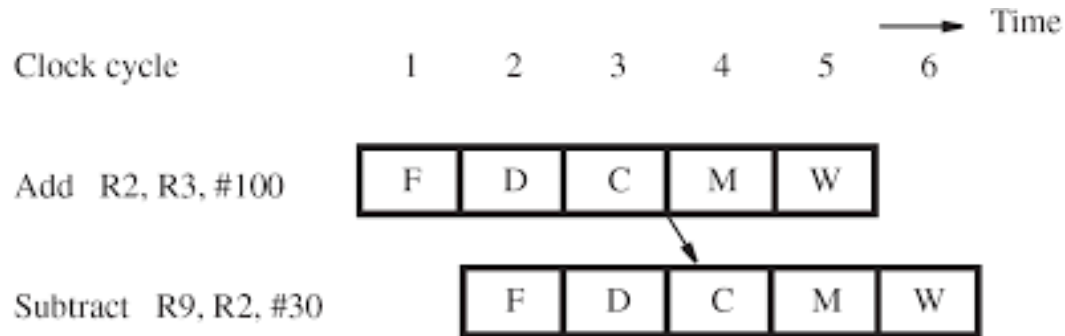 Time
Clock cycle 1 2 3 4 5 6
Add R2, R3, #100 F D C M W
Subtract R9, R2, #30 F D C M W